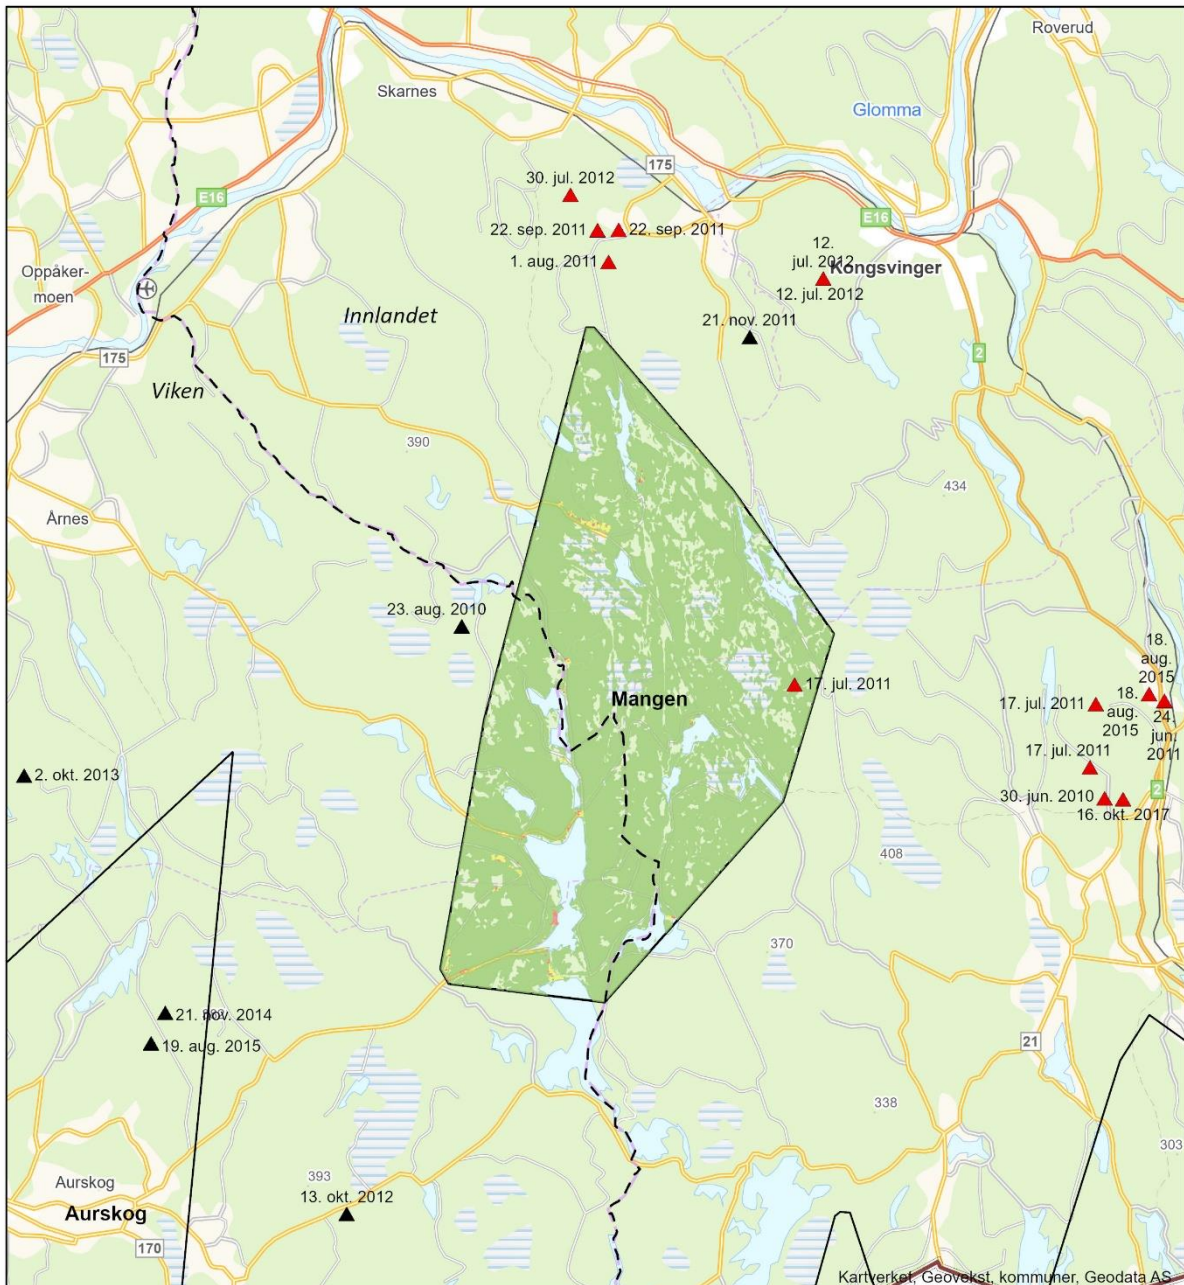 Roverud
Skarnes
Glomma
175
30. jul. 2012
E16
22. sep. 2011
22. sep. 2011
E16
12.
jul. 2012
1. aug. 2011
Kongsvinger
Oppåker-
moen
12. jul. 2012
Innlandet
21. nov. 2011
175
2
Viken
390
434
Årnes
23. aug. 2010
18.
aug.
2015
17. jul. 2011
Mangen
17. jul. 2011
18.
aug.
2015
24.
jun.
2011
17. jul. 2011
2. okt. 2013
2
30. jun. 2010
16. okt. 2017
408
370
21. nov. 2014
19. aug. 2015
21
338
303
393
Aurskog
13. okt. 2012
Aurskog
170
Kartverket, Geovekst, kommuner, Geodata AS